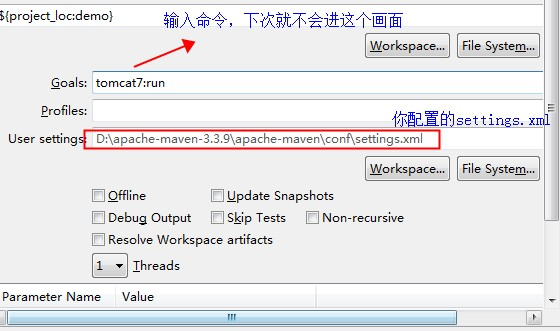 ${project_loc:demo}
输入命令，下次就不会进这个画面
Workspace... File System...
Goals: tomcat7:run
Profiles:
你配置的settings.xml
User settings: D:\apache-maven-3.3.9\apache-maven\conf\settings.xml
Workspace... File System...
Offline Update Snapshots
Debug Output Skip Tests Non-recursive
Resolve Workspace artifacts
1 Threads
Parameter Name Value